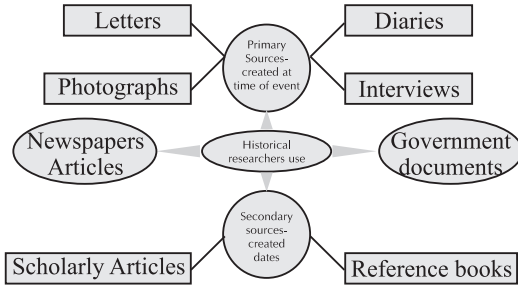 Letters
Diaries
Primary
Sources-
created at
time of event
Photographs
Interviews
Newspapers
Articles
Historical
researchers use
Government
documents
Secondary
sources-
created
dates
Scholarly Articles
Reference books